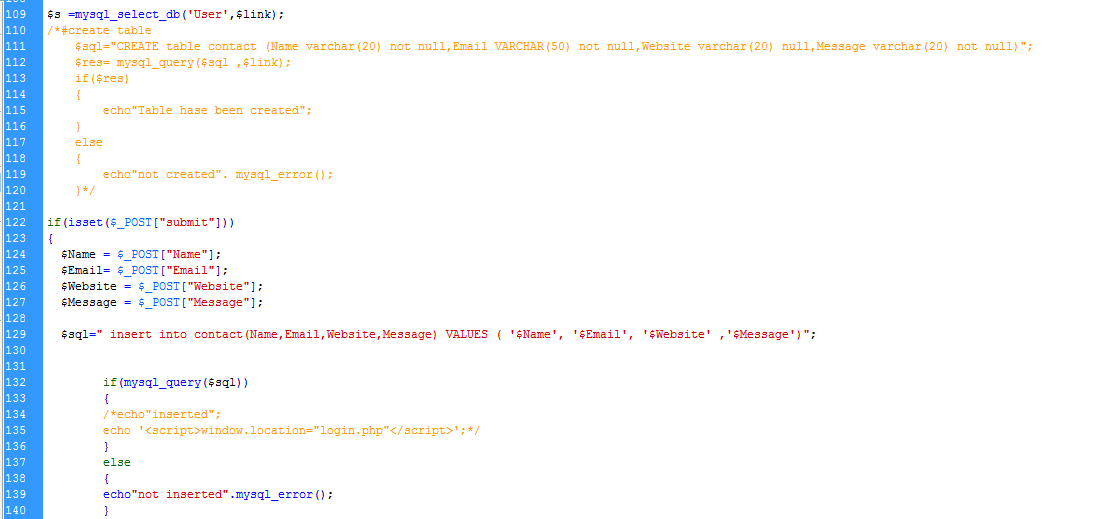 109 $s =mysql_select_db('User',$link);
110 /*#create table
111 $sql="CREATE table contact (Name varchar(20) not null,Email VARCHAR(50) not null,Website varchar(20) null,Message varchar(20) not null)";
112 $res= mysql_query($sql ,$link);
113 if($res)
114 {
115 echo"Table hase been created";
116 }
117 else
118 {
119 echo"not created". mysql_error();
120 }*/
121
122 if(isset($_POST["submit"]))
123 {
124 $Name = $_POST["Name"];
125 $Email= $_POST["Email"];
126 $Website = $_POST["Website"];
127 $Message = $_POST["Message"];
128
129 $sql=" insert into contact(Name,Email,Website,Message) VALUES ( '$Name', '$Email', '$Website' ,'$Message')";
130
131
132 if(mysql_query($sql))
133 {
134 /*echo"inserted";
135 echo '<script>window.location="login.php"</script>';*/
136 }
137 else
138 {
139 echo"not inserted".mysql_error();
140 }